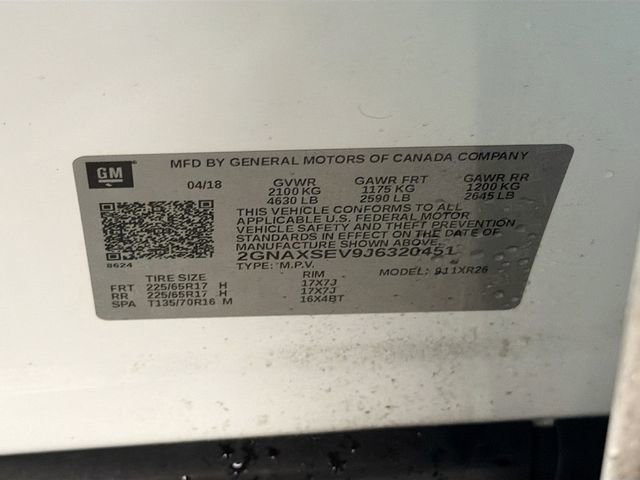 GM
MFD BY GENERAL MOTORS OF CANADA COMPANY
04/18 GVWR GAWR FRT GAWR RR
2100 KG 1175 KG 1200 KG
4630 LB 2590 LB 2645 LB
THIS VEHICLE CONFORMS TO ALL
APPLICABLE U.S. FEDERAL MOTOR
VEHICLE SAFETY AND THEFT PREVENTION
STANDARDS IN EFFECT ON THE DATE OF
MANUFACTURE SHOWN ABOVE.
2GNAXSEV9J6320451
8624 TYPE: M.P.V. MODEL: 911XR26
TIRE SIZE RIM
FRT 225/65R17 H 17X7J
RR 225/65R17 H 17X7J
SPA T135/70R16 M 16X4BT